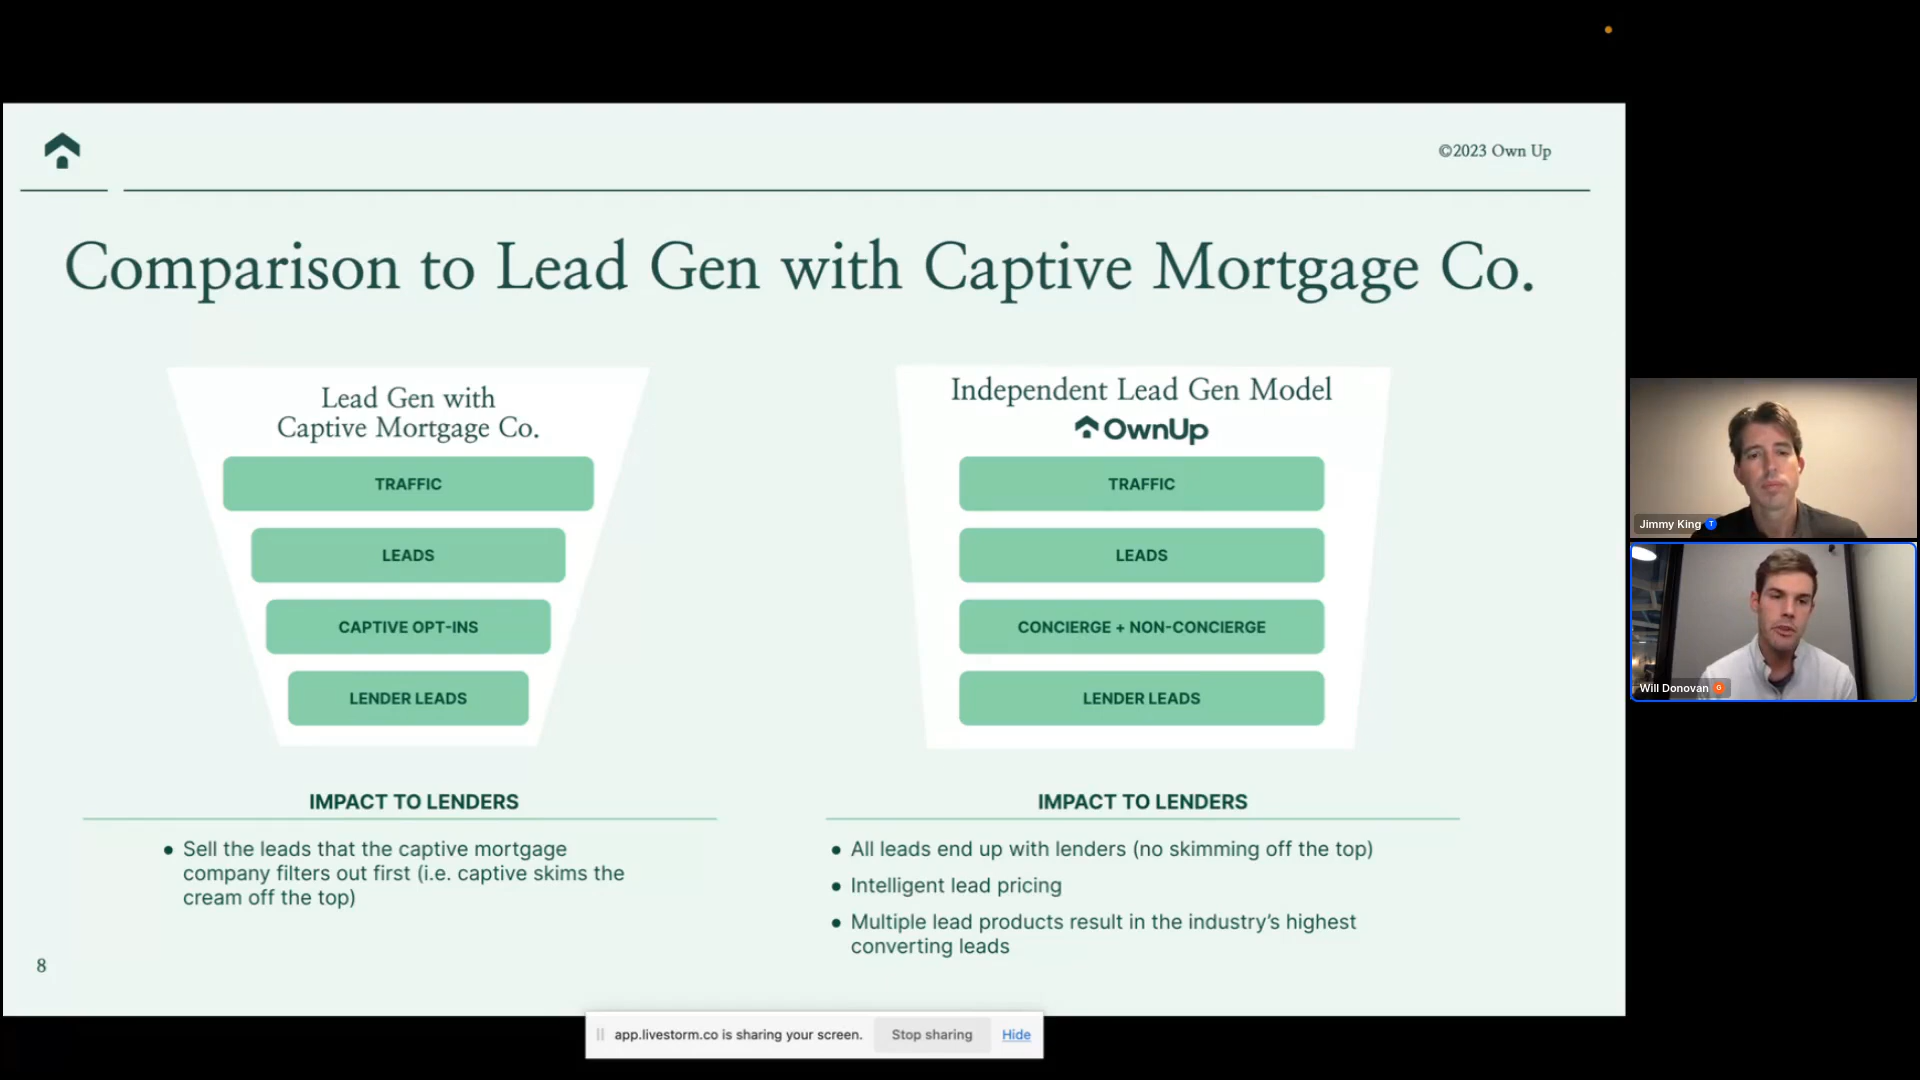 ©2023 Own Up
Comparison to Lead Gen with Captive Mortgage Co.
Lead Gen with
Captive Mortgage Co.
TRAFFIC
LEADS
CAPTIVE OPT-INS
LENDER LEADS
IMPACT TO LENDERS
● Sell the leads that the captive mortgage
company filters out first (i.e. captive skims the
cream off the top)
Independent Lead Gen Model
OwnUp
TRAFFIC
LEADS
CONCIERGE + NON-CONCIERGE
LENDER LEADS
IMPACT TO LENDERS
● All leads end up with lenders (no skimming off the top)
● Intelligent lead pricing
● Multiple lead products result in the industry's highest
converting leads
8
Jimmy King T
Will Donovan G
app.livestorm.co is sharing your screen. Stop sharing Hide